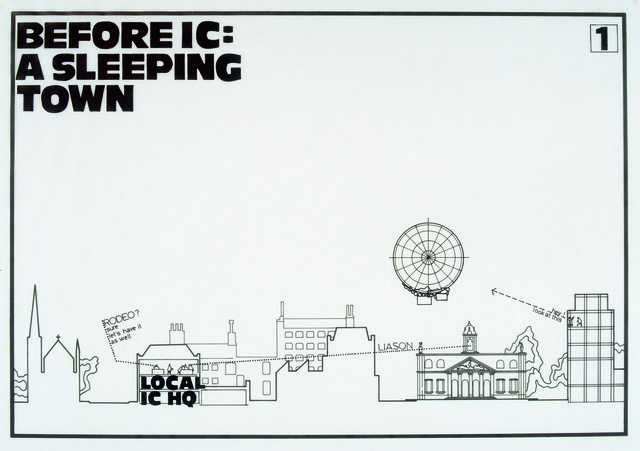 BEFORE IC:
A SLEEPING
TOWN
1
RODEO?
sure
let's have it
as well
LIASON
hey!
look at this
LOCAL
IC HQ